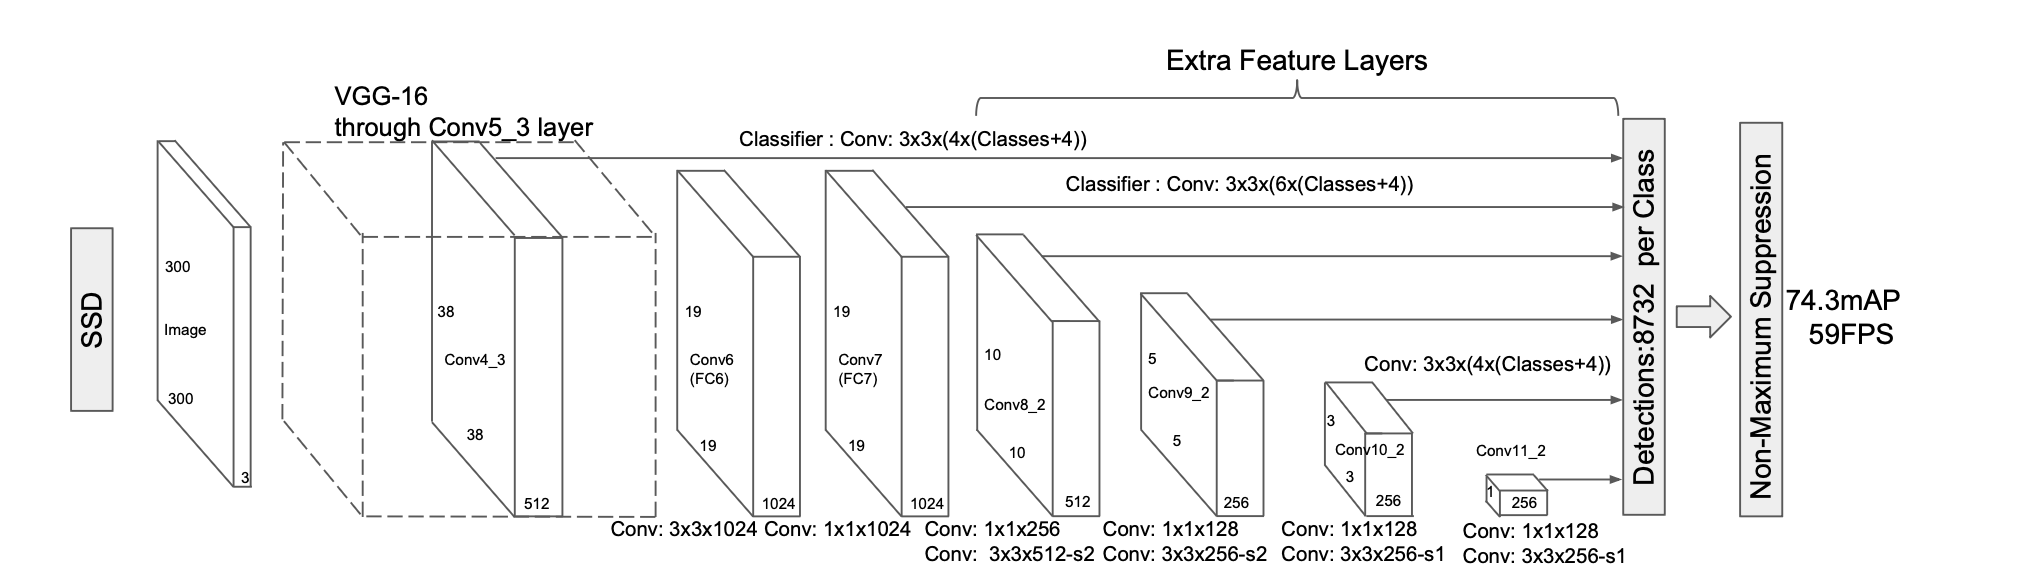 Extra Feature Layers
VGG-16
through Conv5_3 layer
Classifier : Conv: 3x3x(4x(Classes+4))
Classifier : Conv: 3x3x(6x(Classes+4))
SSD
300
Image
300
3
38
Conv4_3
38
512
19
Conv6
(FC6)
19
1024
19
Conv7
(FC7)
19
1024
10
Conv8_2
10
512
5
Conv9_2
5
256
Conv: 3x3x(4x(Classes+4))
3
Conv10_2
3
256
Conv11_2
1
256
Detections:8732 per Class
Non-Maximum Suppression
74.3mAP
59FPS
Conv: 3x3x1024
Conv: 1x1x1024
Conv: 1x1x256
Conv: 3x3x512-s2
Conv: 1x1x128
Conv: 3x3x256-s2
Conv: 1x1x128
Conv: 3x3x256-s1
Conv: 1x1x128
Conv: 3x3x256-s1